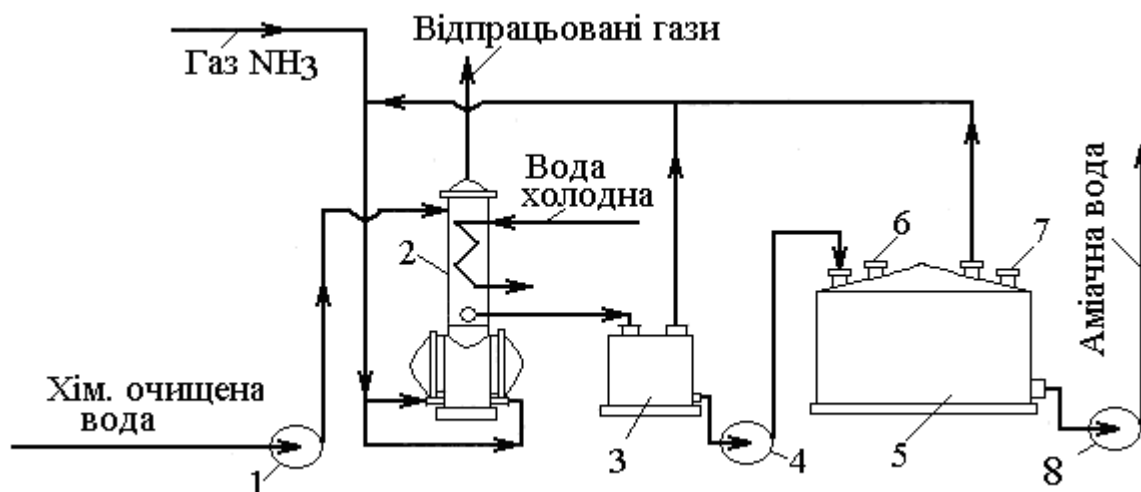 Газ NH3
Відпрацьовані гази
Вода
холодна
Хім. очищена
вода
Аміачна вода
1
2
3
4
5
6
7
8